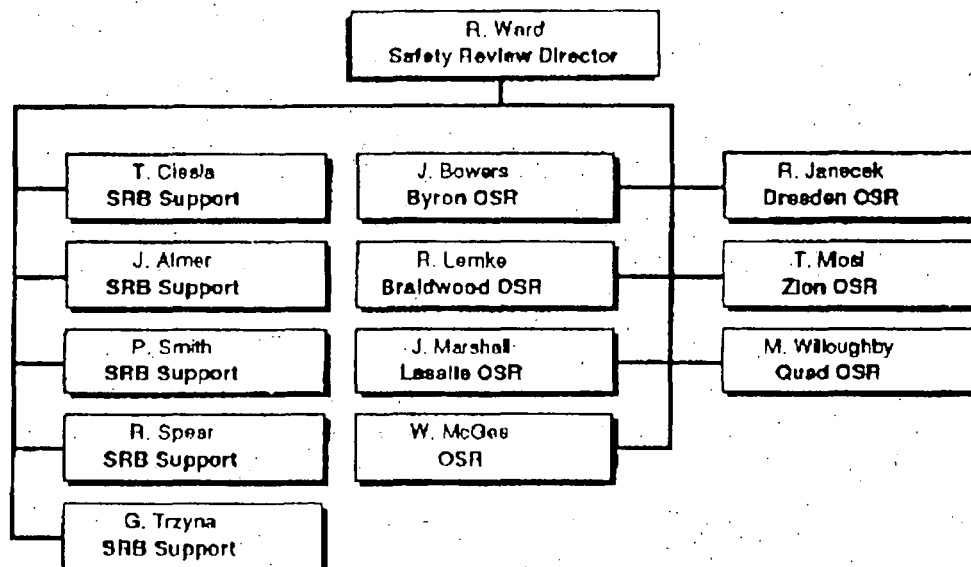 R. Ward
Safety Review Director
T. Ciesla
SRB Support
J. Bowers
Byron OSR
R. Janecek
Dresden OSR
J. Almer
SRB Support
R. Lemke
Braidwood OSR
T. Miosi
Zion OSR
P. Smith
SRB Support
J. Marshall
Lasalle OSR
M. Willoughby
Quad OSR
R. Spear
SRB Support
W. McGee
OSR
G. Trzyna
SRB Support